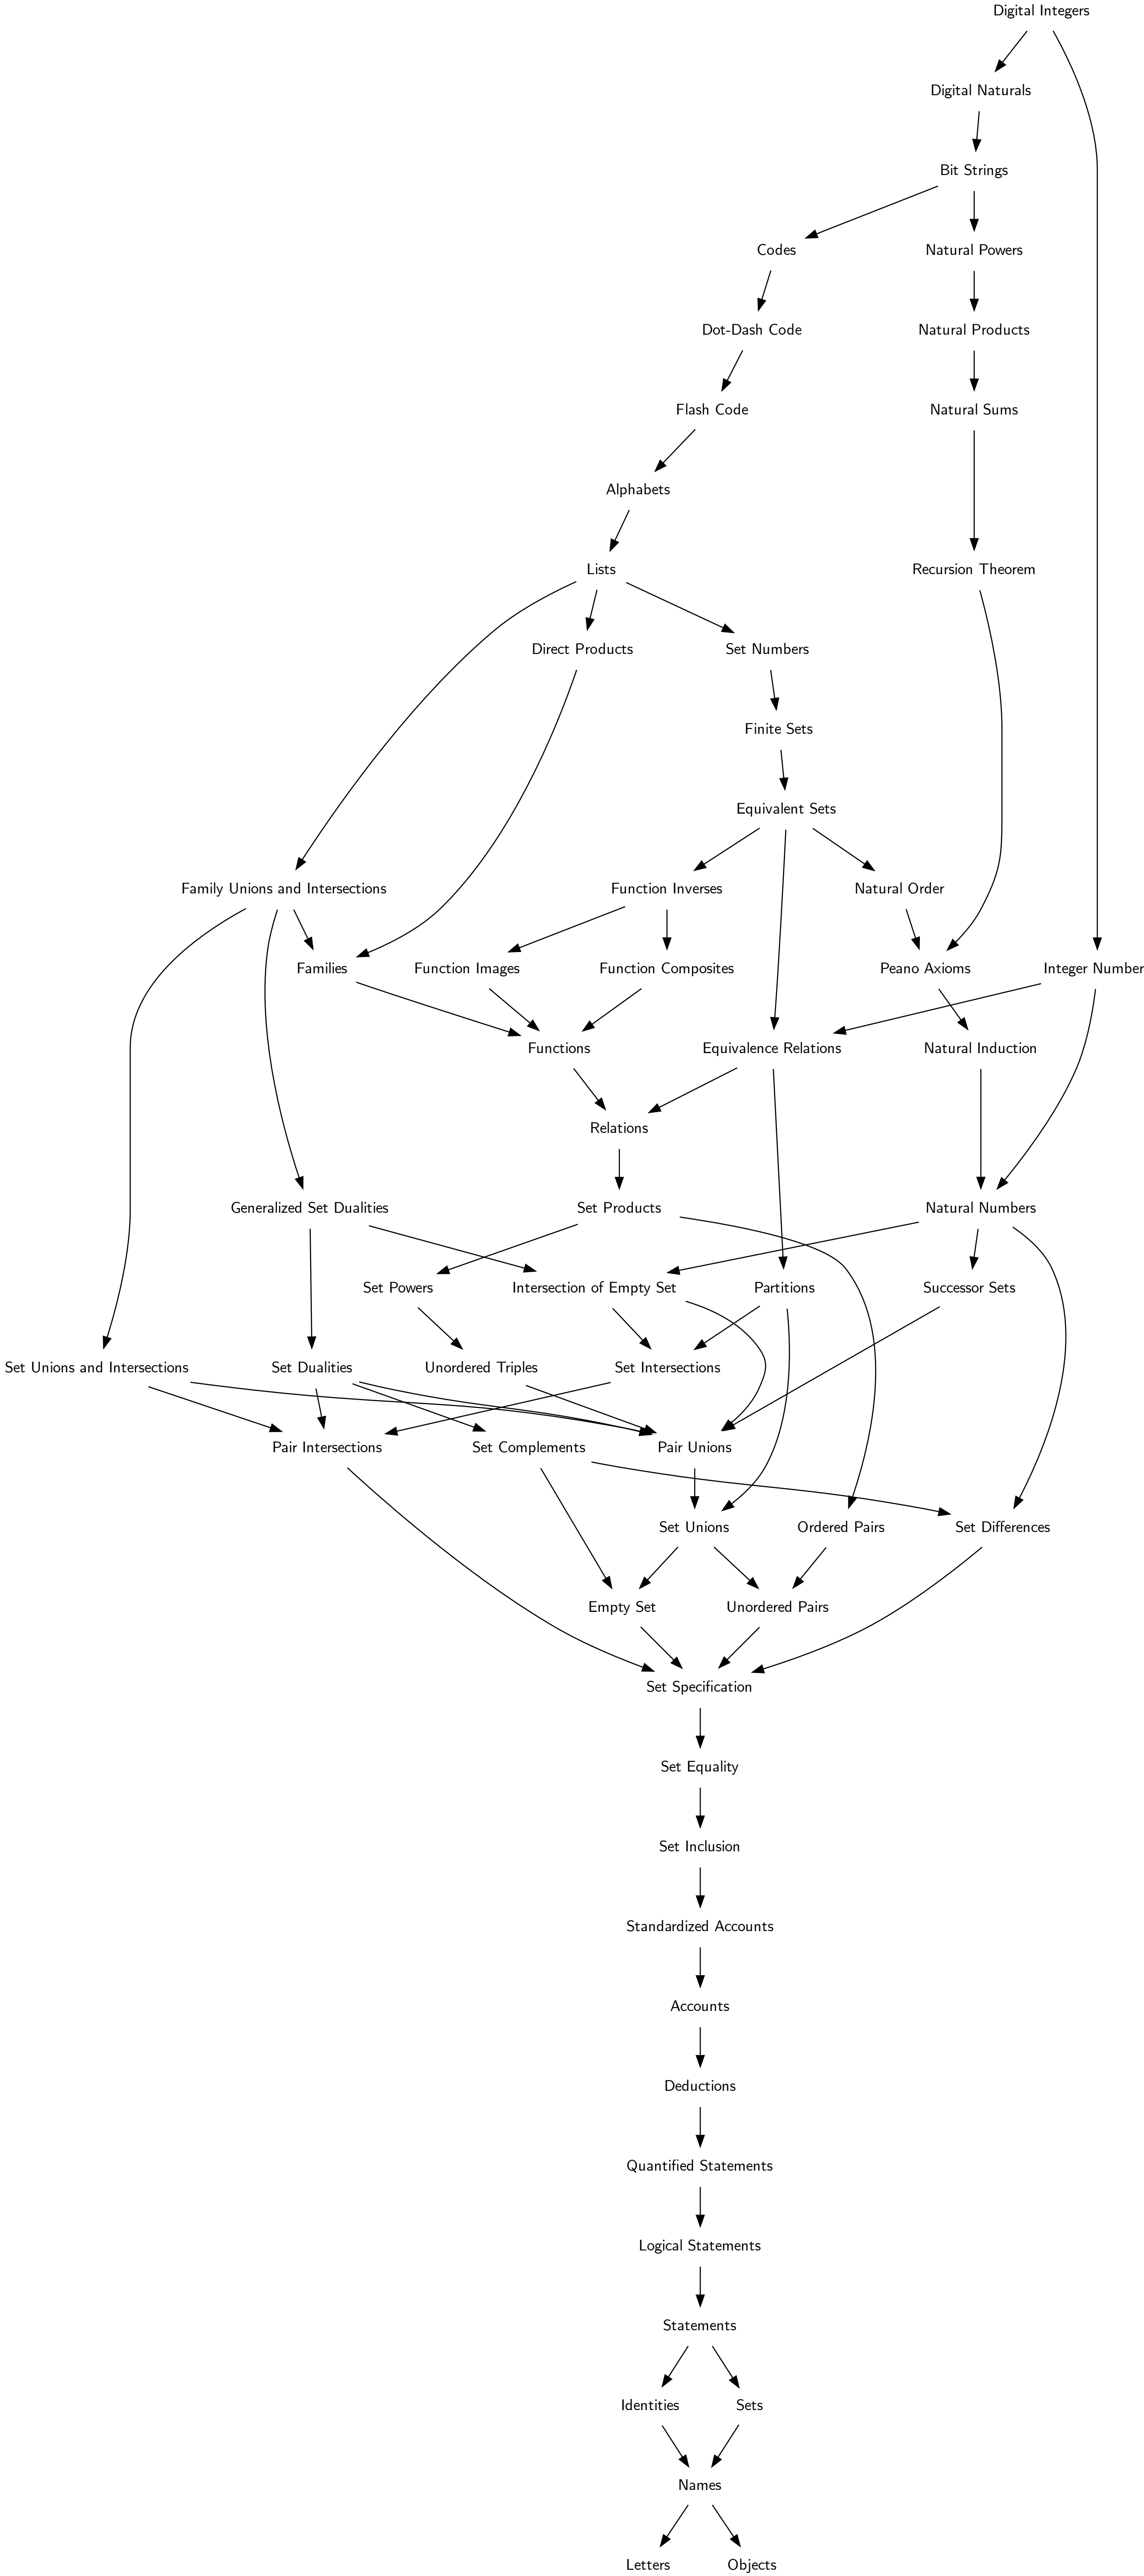 Digital Integers
Digital Naturals
Bit Strings
Codes
Natural Powers
Dot-Dash Code
Natural Products
Flash Code
Natural Sums
Alphabets
Lists
Recursion Theorem
Direct Products
Set Numbers
Finite Sets
Equivalent Sets
Family Unions and Intersections
Function Inverses
Natural Order
Families
Function Images
Function Composites
Peano Axioms
Integer Number
Functions
Equivalence Relations
Natural Induction
Relations
Generalized Set Dualities
Set Products
Natural Numbers
Set Powers
Intersection of Empty Set
Partitions
Successor Sets
Set Unions and Intersections
Set Dualities
Unordered Triples
Set Intersections
Pair Intersections
Set Complements
Pair Unions
Set Unions
Ordered Pairs
Set Differences
Empty Set
Unordered Pairs
Set Specification
Set Equality
Set Inclusion
Standardized Accounts
Accounts
Deductions
Quantified Statements
Logical Statements
Statements
Identities
Sets
Names
Letters
Objects